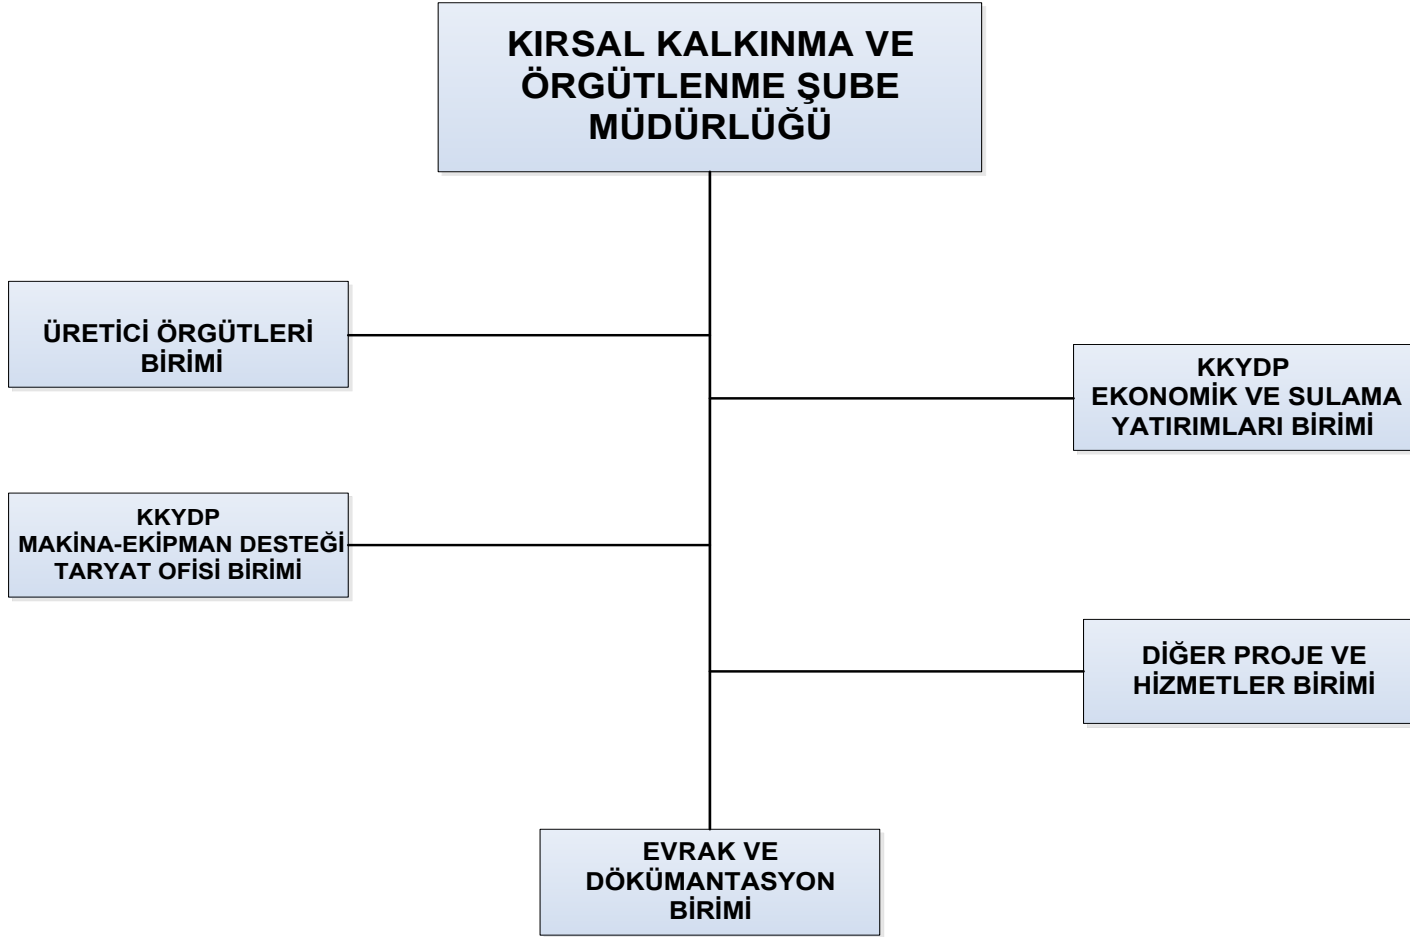 KIRSAL KALKINMA VE
ÖRGÜTLENME ŞUBE
MÜDÜRLÜĞÜ
ÜRETİCİ ÖRGÜTLERİ
BİRİMİ
KKYDP
EKONOMİK VE SULAMA
YATIRIMLARI BİRİMİ
KKYDP
MAKİNA-EKİPMAN DESTEĞİ
TARYAT OFİSİ BİRİMİ
DİĞER PROJE VE
HİZMETLER BİRİMİ
EVRAK VE
DÖKÜMANTASYON
BİRİMİ